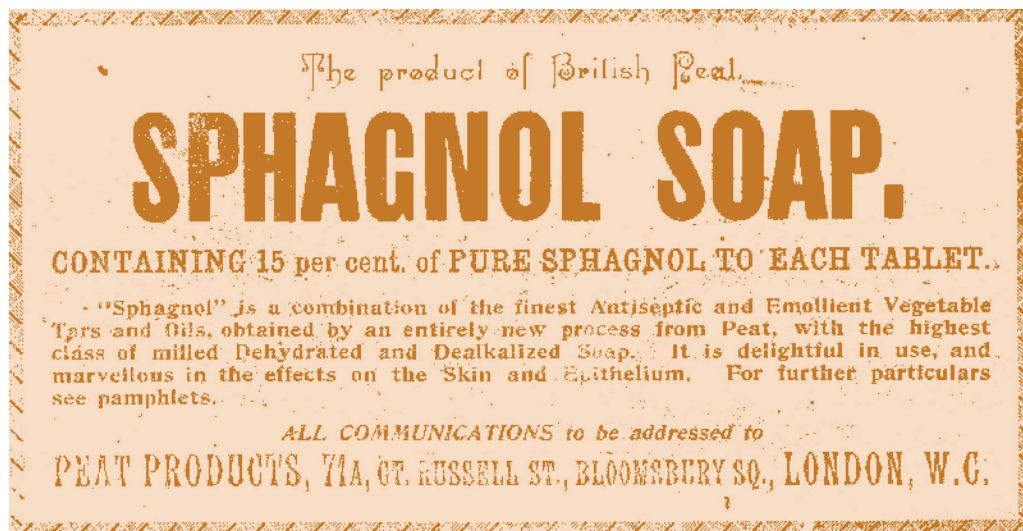 The product of British Peat.
SPHAGNOL SOAP.
CONTAINING 15 per cent. of PURE SPHAGNOL TO EACH TABLET.
"Sphagnol" is a combination of the finest Antiseptic and Emollient Vegetable
Tars and Oils, obtained by an entirely new process from Peat, with the highest
class of milled Dehydrated and Dealkalized Soap. It is delightful in use, and
marvellous in the effects on the Skin and Epithelium. For further particulars
see pamphlets.
ALL COMMUNICATIONS to be addressed to
PEAT PRODUCTS, 71A, GT. RUSSELL ST., BLOOMSBURY SQ., LONDON, W.C.